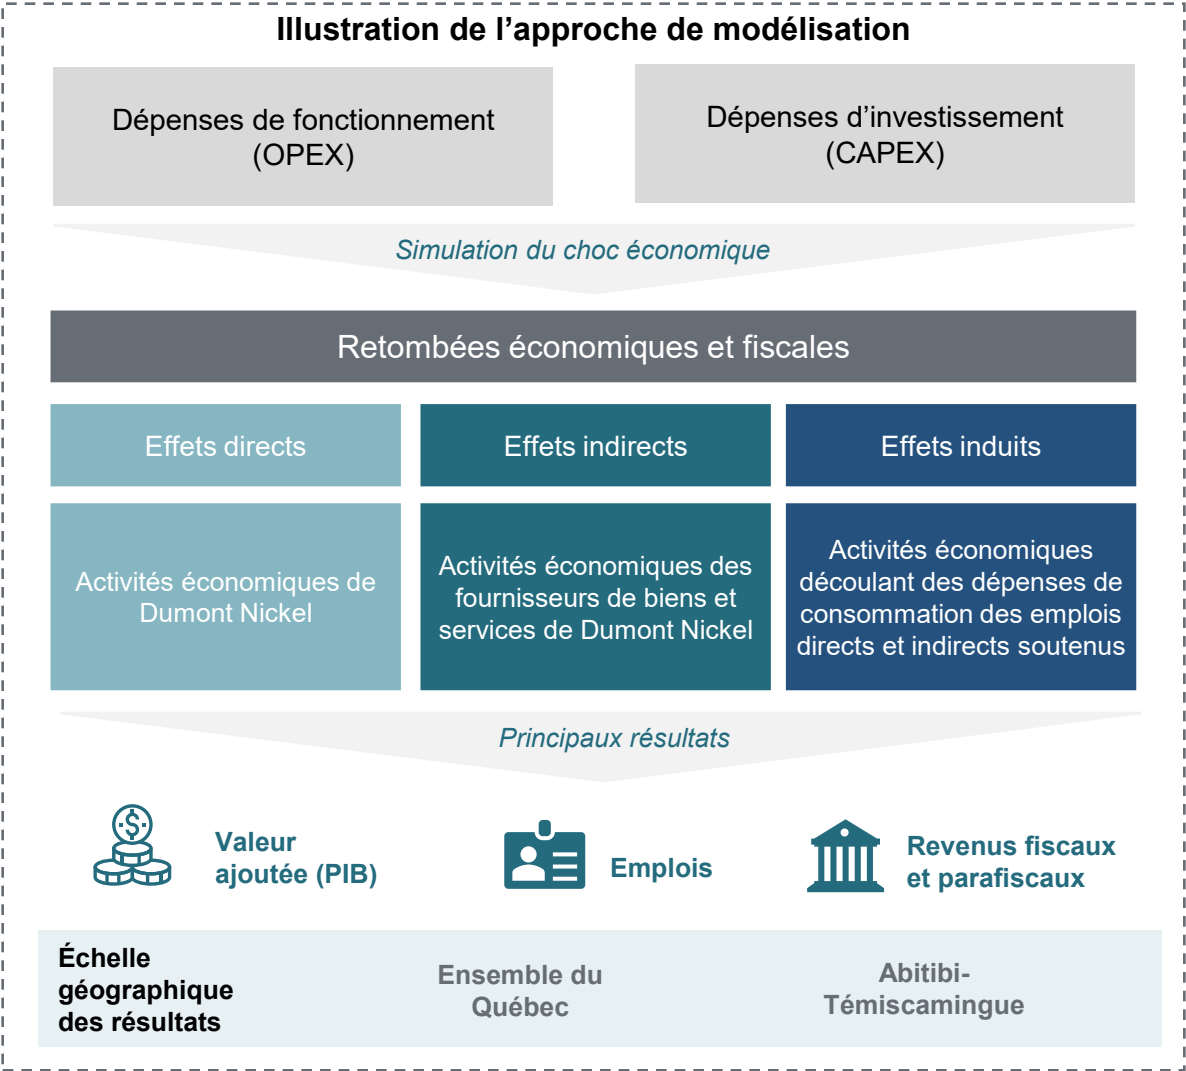 Illustration de l’approche de modélisation
Dépenses de fonctionnement
(OPEX)
Dépenses d’investissement
(CAPEX)
Simulation du choc économique
Retombées économiques et fiscales
Effets directs
Effets indirects
Effets induits
Activités économiques de
Dumont Nickel
Activités économiques des
fournisseurs de biens et
services de Dumont Nickel
Activités économiques
découlant des dépenses de
consommation des emplois
directs et indirects soutenus
Principaux résultats
Valeur
ajoutée (PIB)
Emplois
Revenus fiscaux
et parafiscaux
Échelle
géographique
des résultats
Ensemble du
Québec
Abitibi-
Témiscamingue